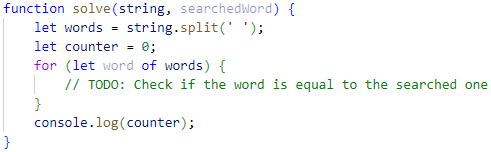 function solve(string, searchedWord) {
    let words = string.split(' ');
    let counter = 0;
    for (let word of words) {
        // TODO: Check if the word is equal to the searched one
    }
    console.log(counter);
}